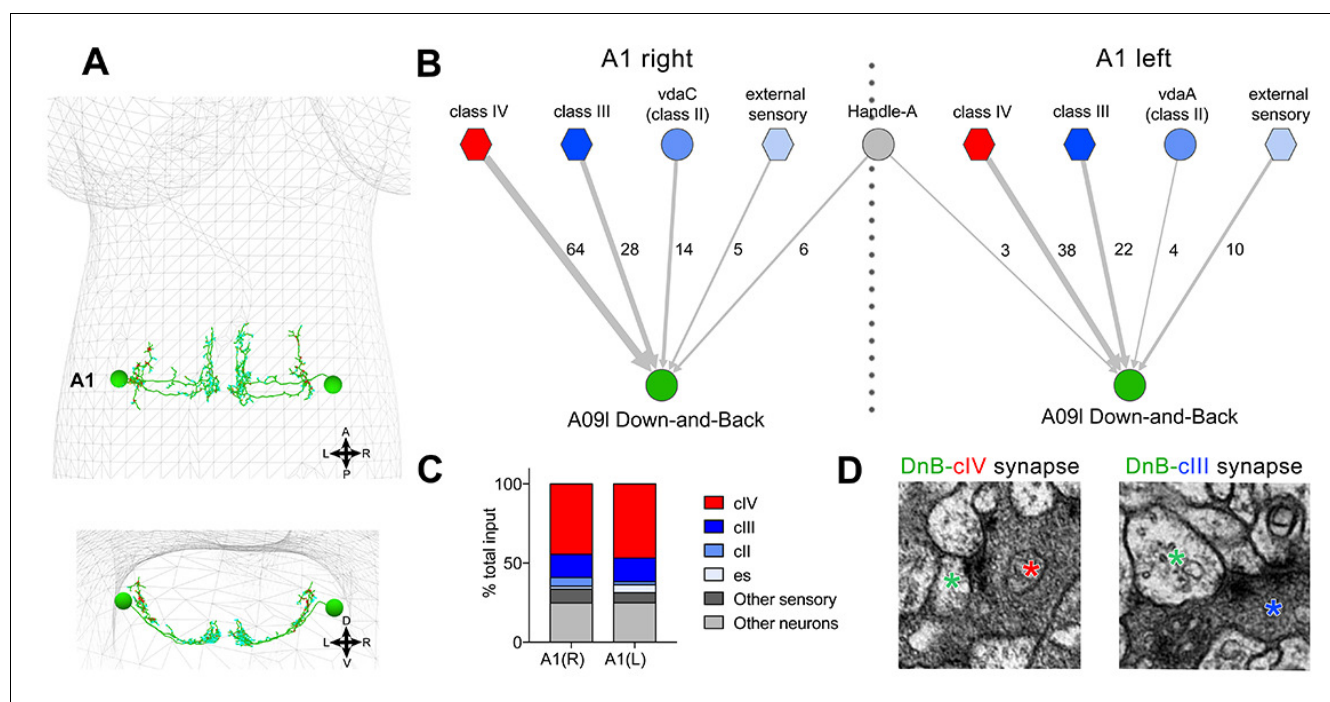 A
A1
A
L R
P
D
L R
V
B
A1 right
A1 left
class IV
class III
vdaC
(class II)
external
sensory
Handle-A
class IV
class III
vdaA
(class II)
external
sensory
64
28
14
5
6
3
38
22
4
10
A09l Down-and-Back
A09l Down-and-Back
C
% total input
100
50
0
A1(R)
A1(L)
cIV
cIII
cII
es
Other sensory
Other neurons
D
DnB-cIV synapse
DnB-cIII synapse
*
*
*
*